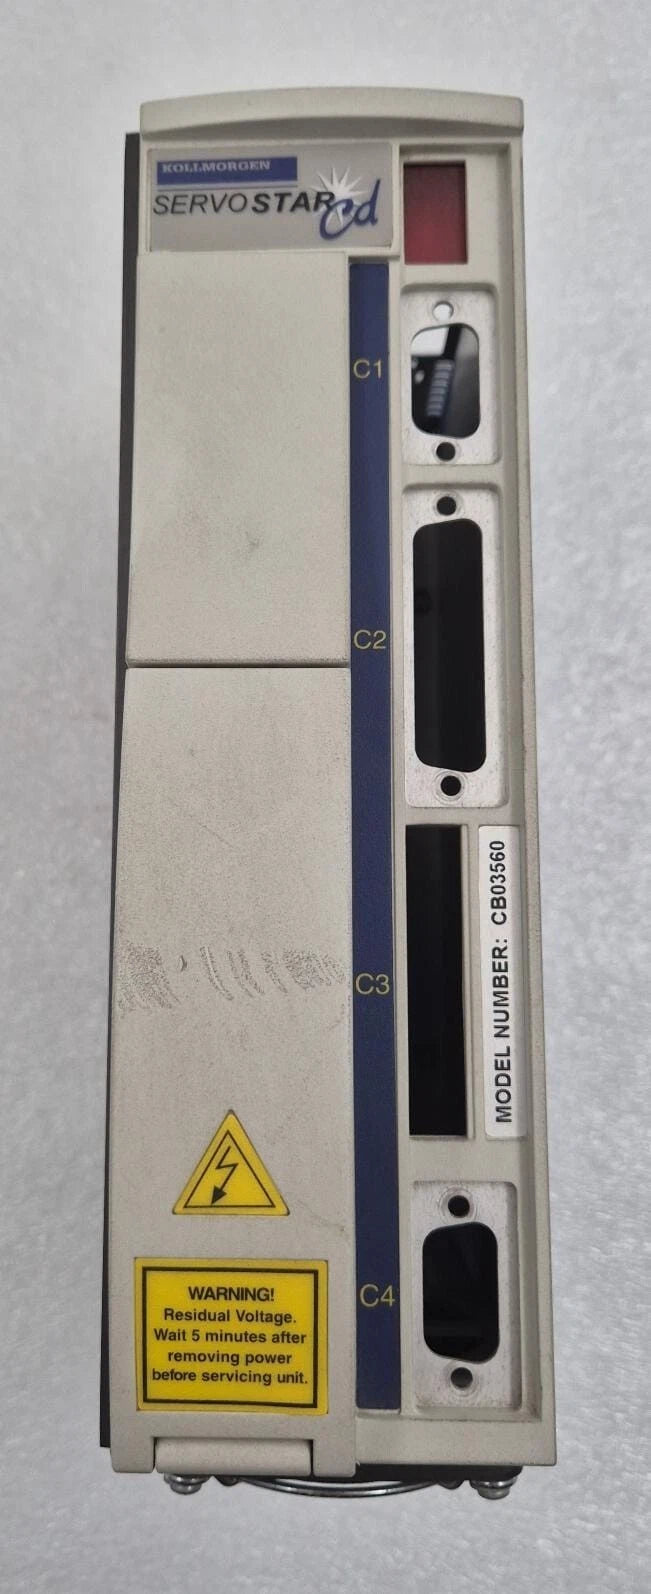 KOLLMORGEN
SERVOSTAR Cd
C1
C2
C3
MODEL NUMBER: CB03560
C4
WARNING!
Residual Voltage.
Wait 5 minutes after
removing power
before servicing unit.